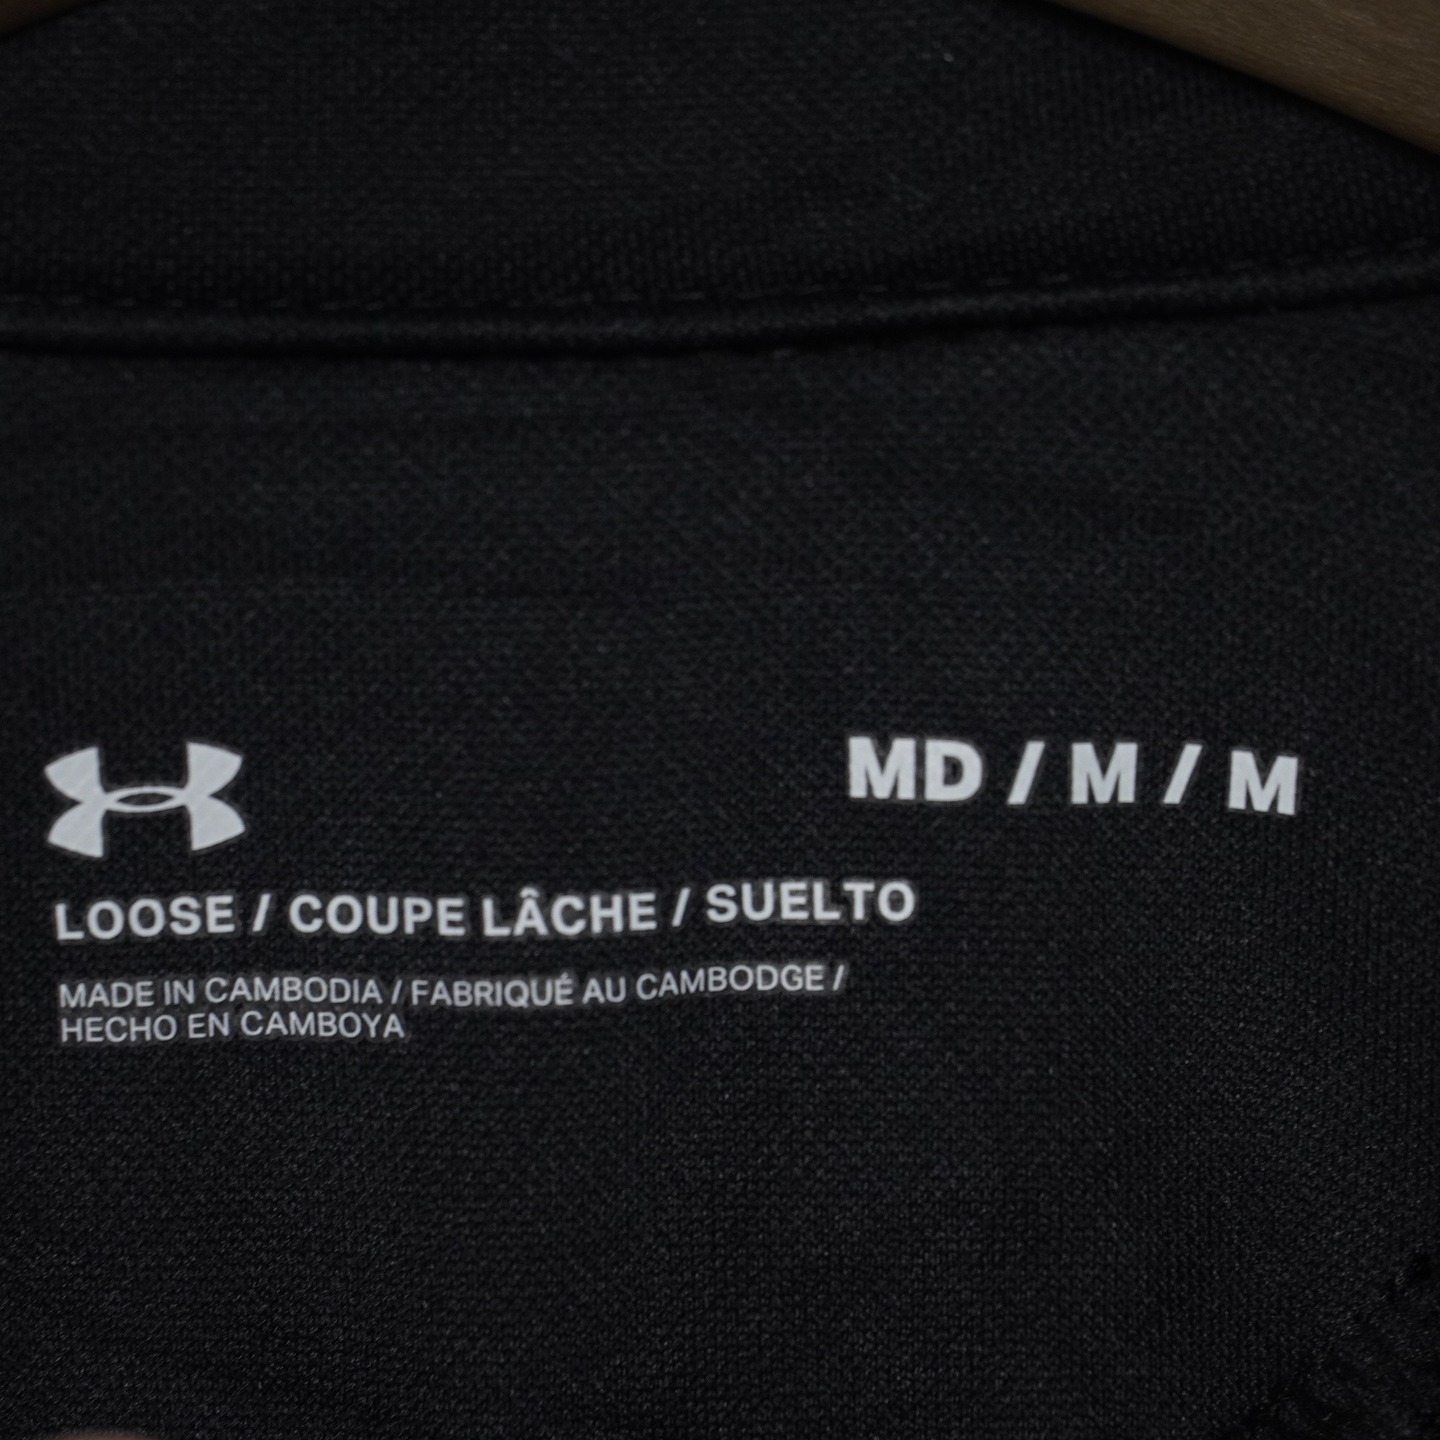 MD / M / M
LOOSE / COUPE LÂCHE / SUELTO
MADE IN CAMBODIA / FABRIQUÉ AU CAMBODGE /
HECHO EN CAMBOYA